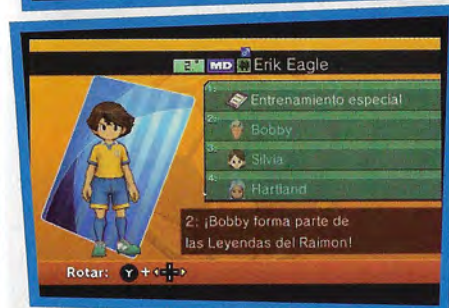 2.ª MD Erik Eagle
1: Entrenamiento especial
2: Bobby
3: Silvia
4: Hartland
2: ¡Bobby forma parte de
las Leyendas del Raimon!
Rotar: Y +